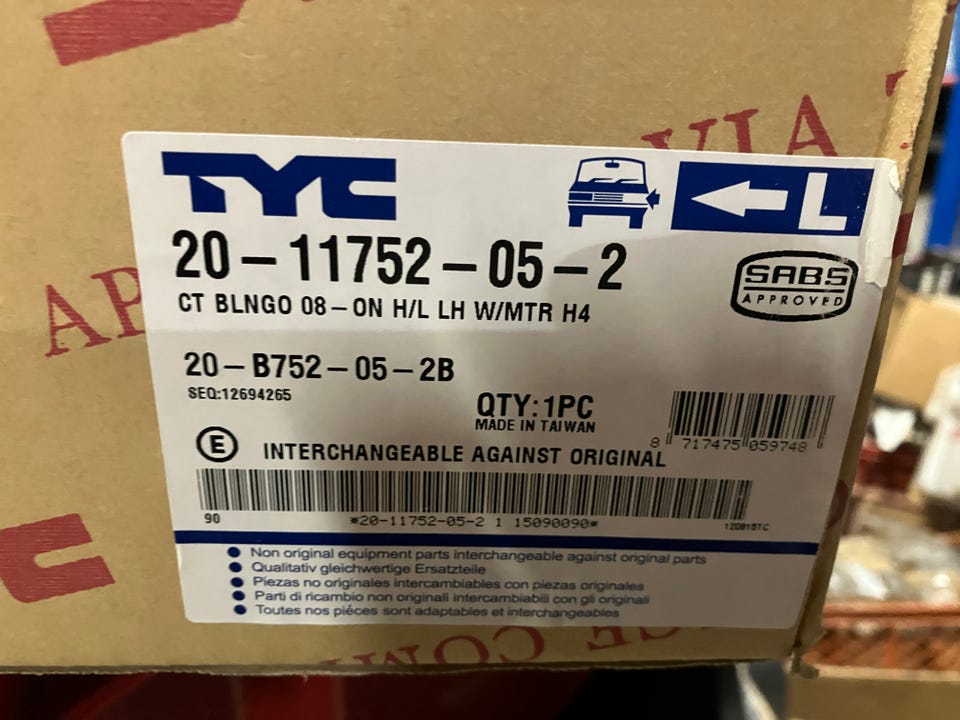 VIA
AP
TYC
L
20-11752-05-2
CT BLNGO 08-ON H/L LH W/MTR H4
SABS
APPROVED
20-B752-05-2B
SEQ:12694265
QTY:1PC
MADE IN TAIWAN
8 717475 059748
E
INTERCHANGEABLE AGAINST ORIGINAL
90
*20-11752-05-2 1 15090090*
• Non original equipment parts interchangeable against original parts
• Qualitativ gleichwertige Ersatzteile
• Piezas no originales intercambiables con piezas originales
• Parti di ricambio non originali intercambiabili con gli originali
• Toutes nos piéces sont adaptables et interchangeables